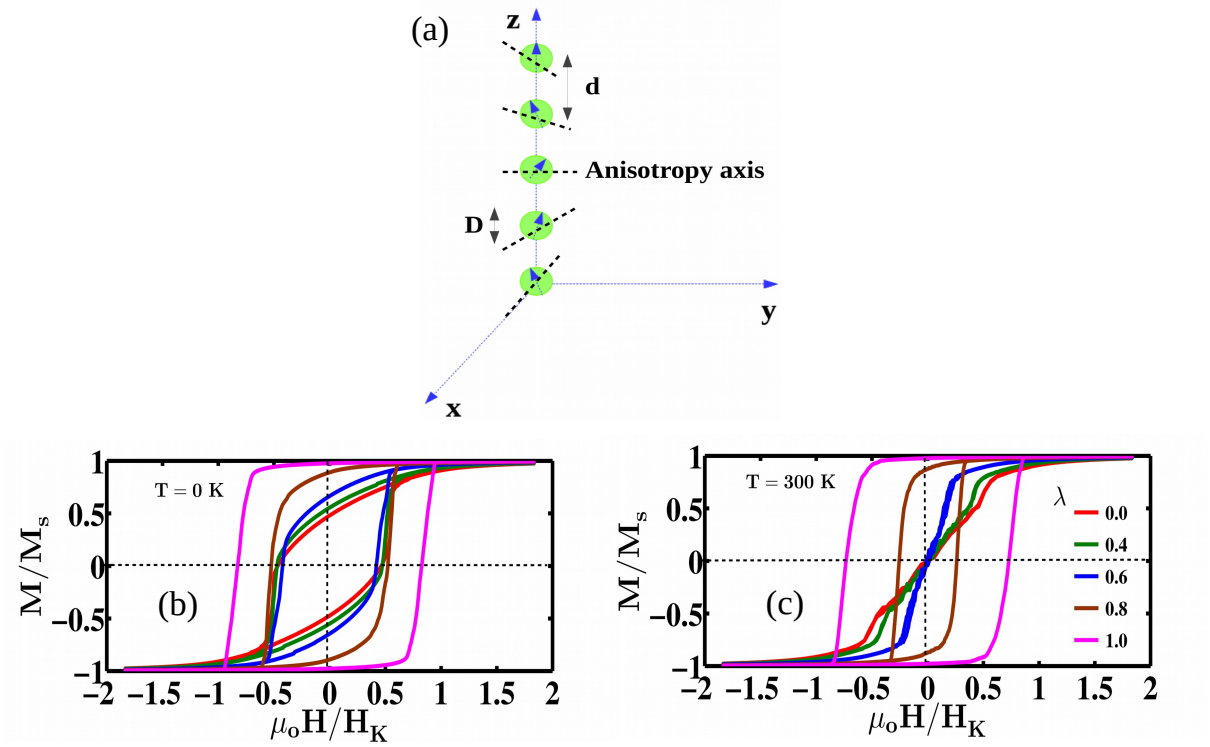 (a)
z
d
Anisotropy axis
D
y
x
1
0.5
0
−0.5
−1
M/Mₛ
T = 0 K
(b)
−2 −1.5 −1 −0.5 0 0.5 1 1.5 2
μₒH/H_K
1
0.5
0
−0.5
−1
M/Mₛ
T = 300 K
λ
0.0
0.4
0.6
0.8
1.0
(c)
−2 −1.5 −1 −0.5 0 0.5 1 1.5 2
μₒH/H_K